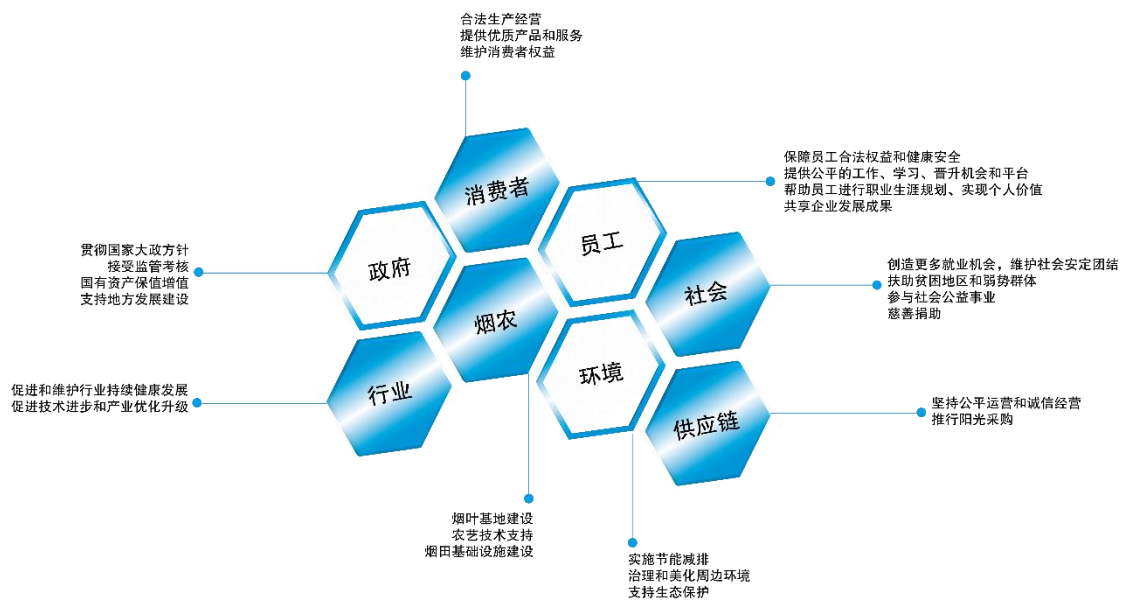 合法生产经营
提供优质产品和服务
维护消费者权益
消费者
保障员工合法权益和健康安全
提供公平的工作、学习、晋升机会和平台
帮助员工进行职业生涯规划、实现个人价值
共享企业发展成果
员工
贯彻国家大政方针
接受监管考核
国有资产保值增值
支持地方发展建设
政府
烟农
社会
创造更多就业机会，维护社会安定团结
扶助贫困地区和弱势群体
参与社会公益事业
慈善捐助
促进和维护行业持续健康发展
促进技术进步和产业优化升级
行业
环境
供应链
坚持公平运营和诚信经营
推行阳光采购
烟叶基地建设
农艺技术支持
烟田基础设施建设
实施节能减排
治理和美化周边环境
支持生态保护